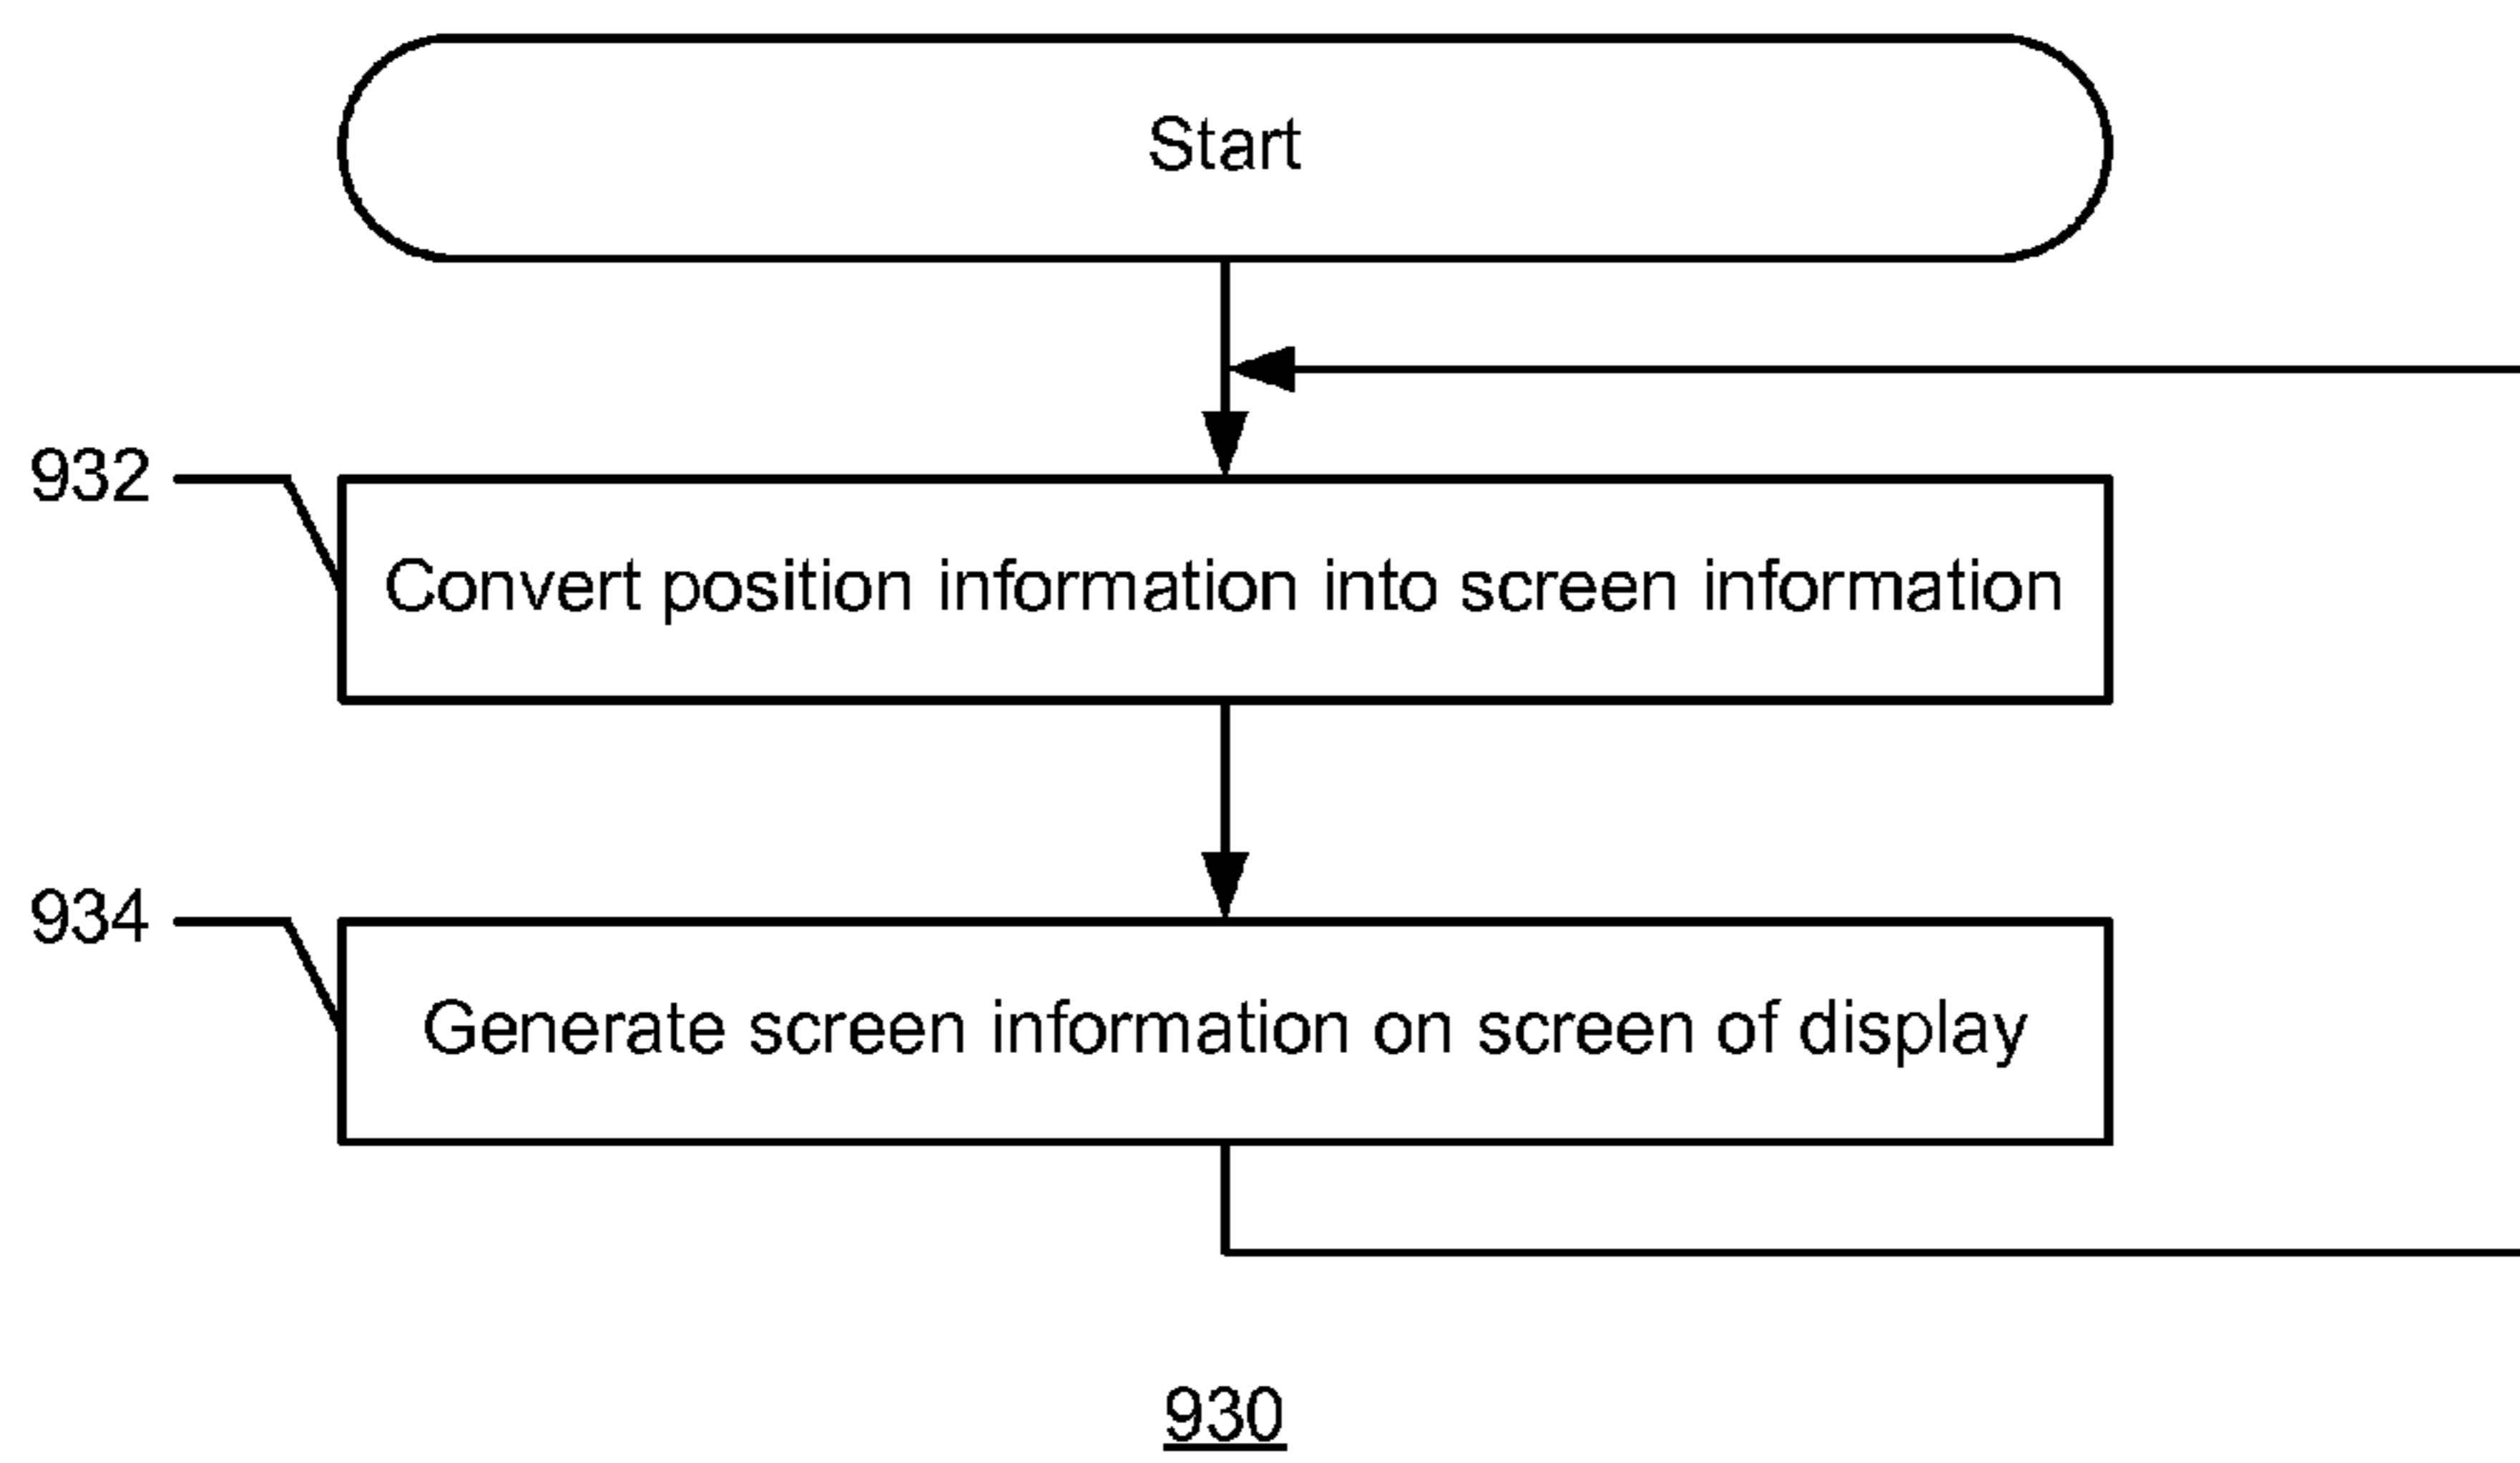 Start
932
Convert position information into screen information
934
Generate screen information on screen of display
930